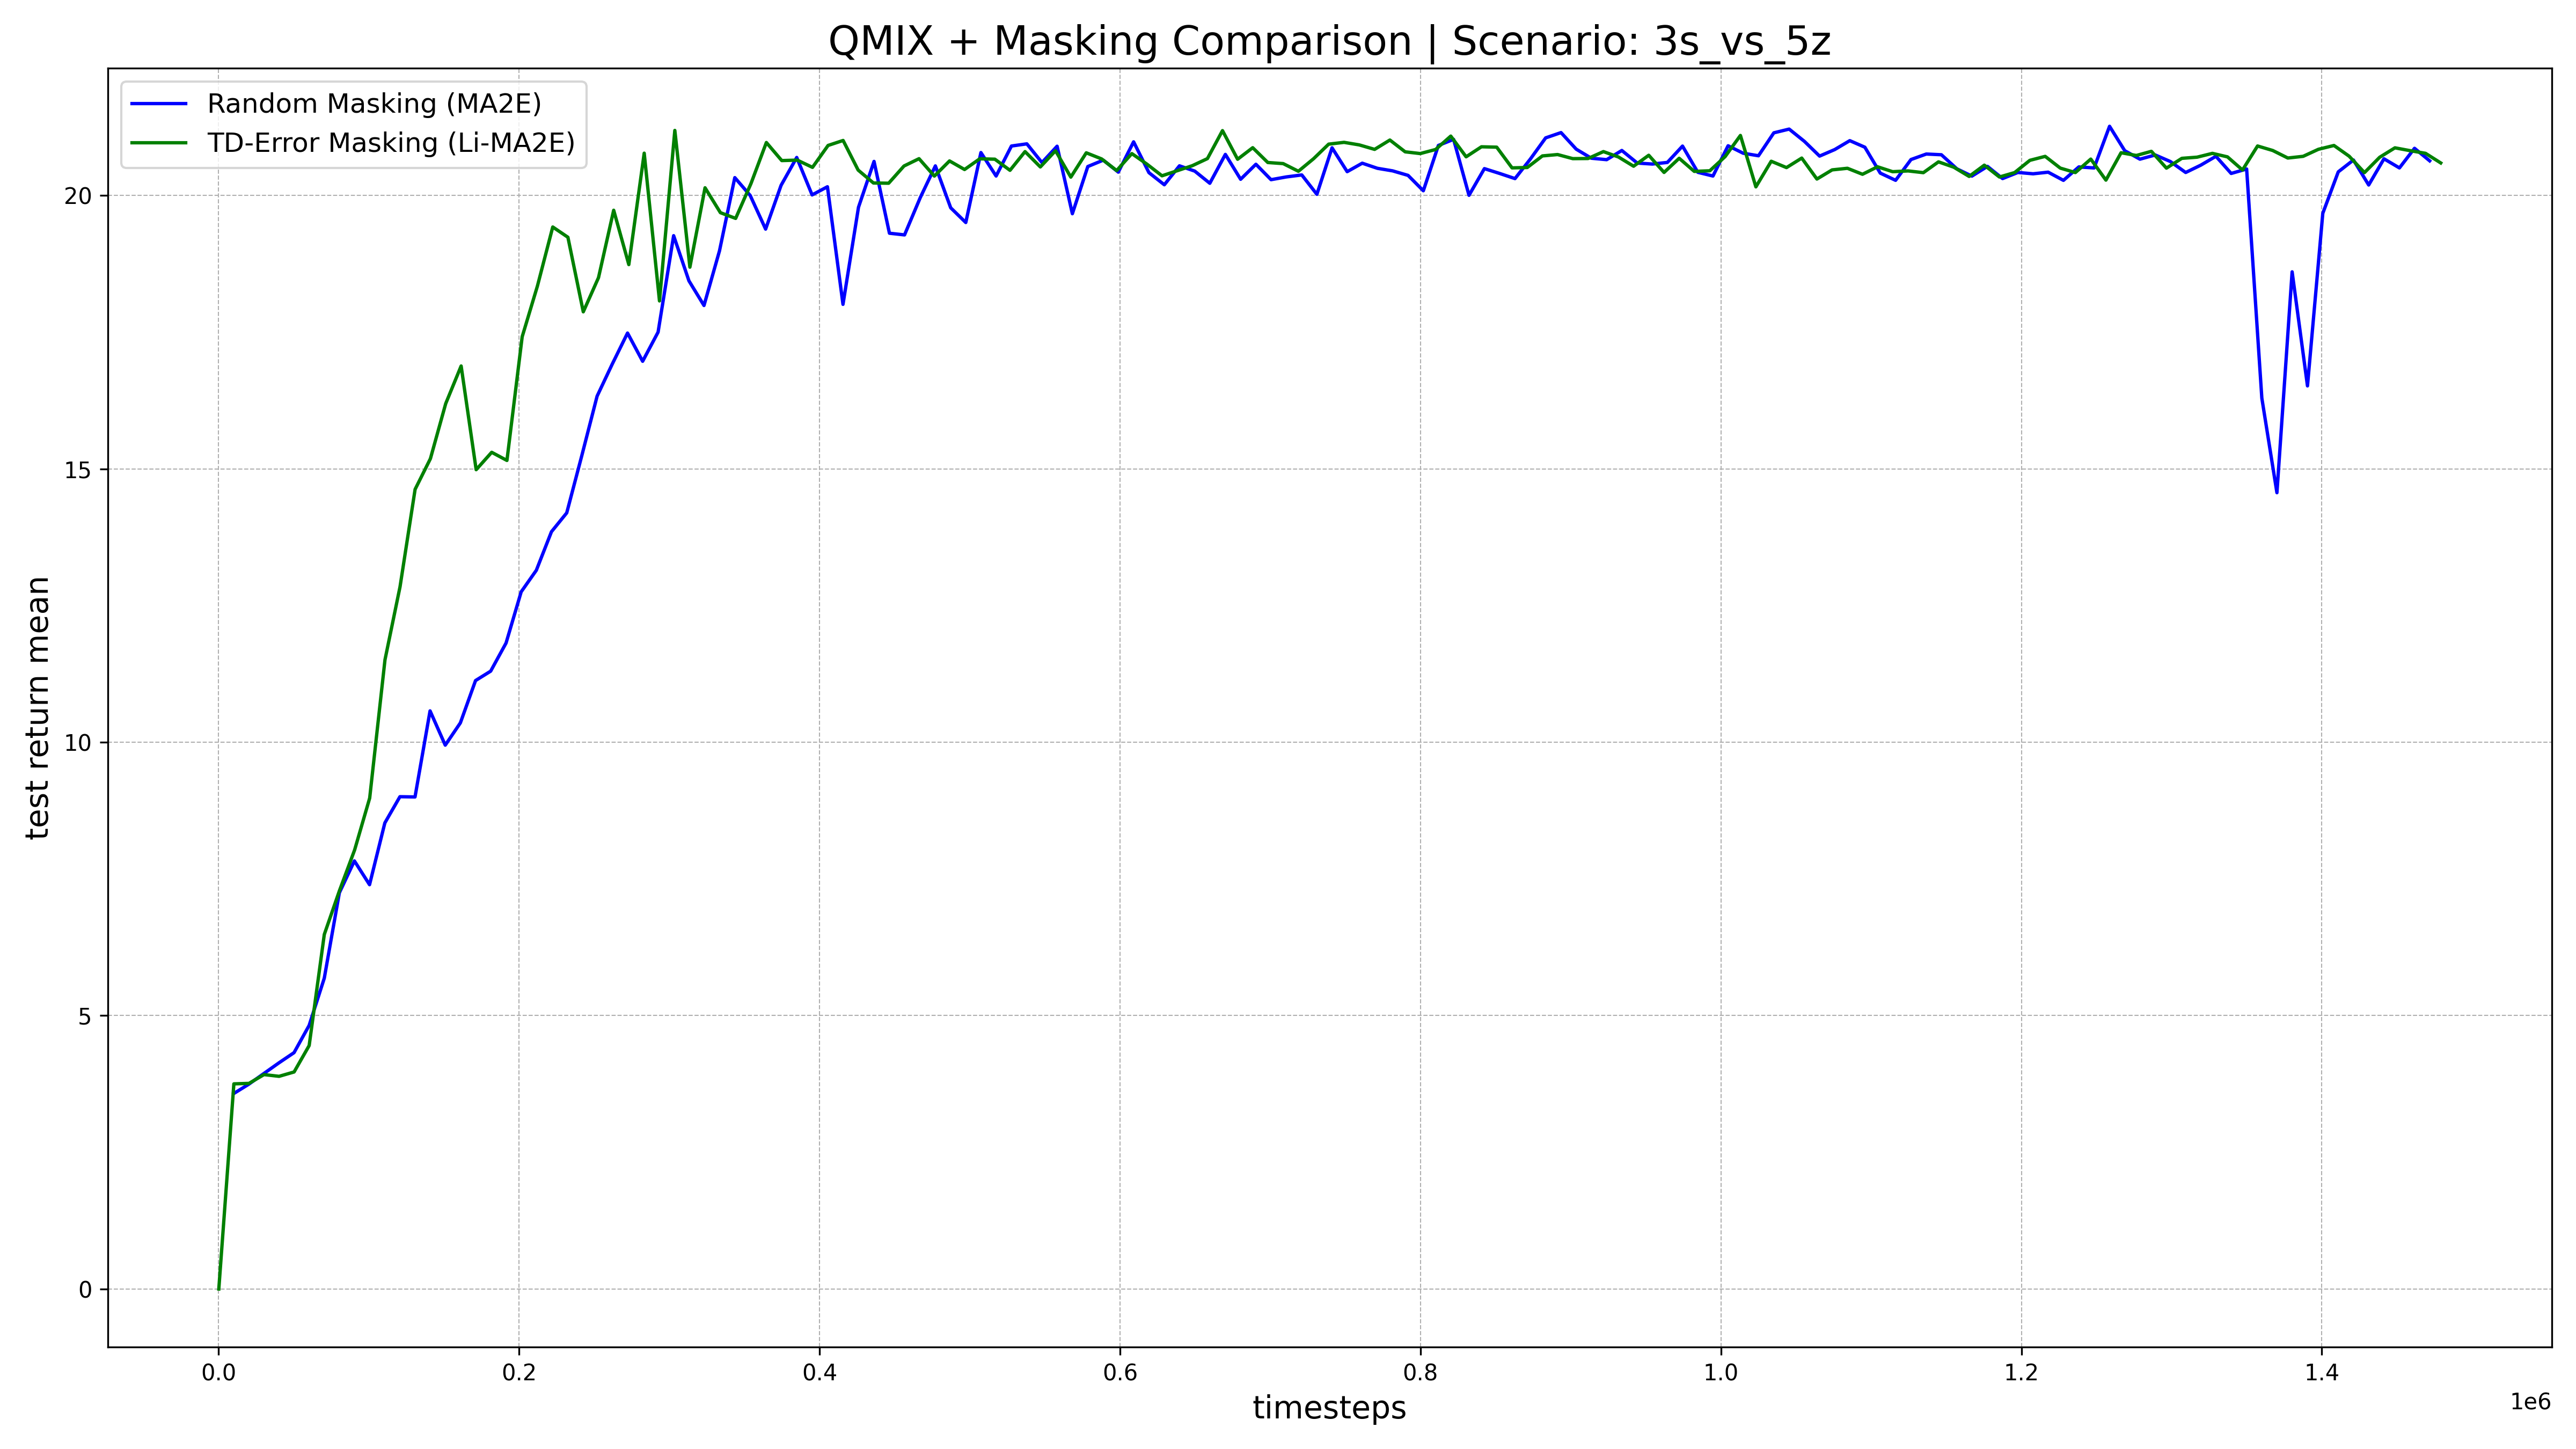 QMIX + Masking Comparison | Scenario: 3s_vs_5z
Random Masking (MA2E)
TD-Error Masking (Li-MA2E)
test return mean
20
15
10
5
0
0.0 0.2 0.4 0.6 0.8 1.0 1.2 1.4
1e6
timesteps